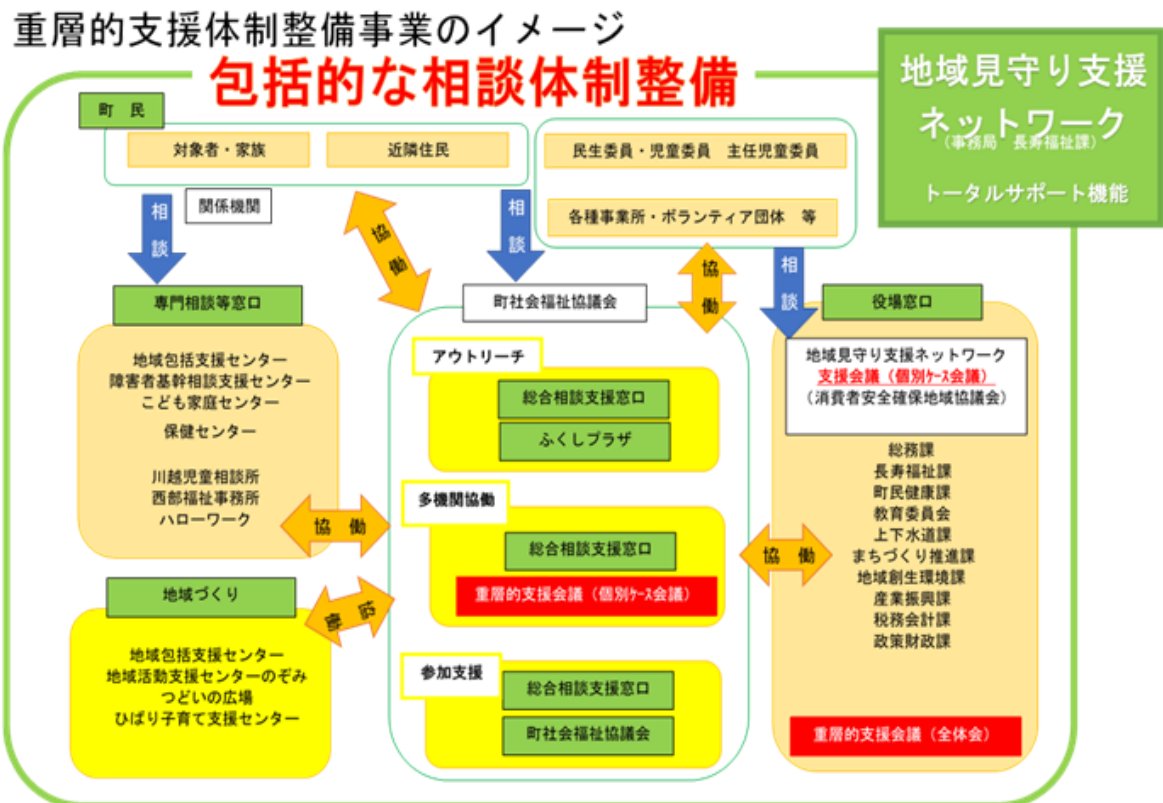 重層的支援体制整備事業のイメージ
包括的な相談体制整備
地域見守り支援
ネットワーク
(事務局 長寿福祉課)
トータルサポート機能
町 民
対象者・家族
近隣住民
民生委員・児童委員 主任児童委員
各種事業所・ボランティア団体 等
相談
関係機関
協働
相談
協働
相談
専門相談等窓口
地域包括支援センター
障害者基幹相談支援センター
こども家庭センター
保健センター
川越児童相談所
西部福祉事務所
ハローワーク
協働
地域づくり
協働
地域包括支援センター
地域活動支援センターのぞみ
つどいの広場
ひばり子育て支援センター
町社会福祉協議会
アウトリーチ
総合相談支援窓口
ふくしプラザ
多機関協働
総合相談支援窓口
重層的支援会議(個別ケース会議)
参加支援
総合相談支援窓口
町社会福祉協議会
協働
役場窓口
地域見守り支援ネットワーク
支援会議(個別ケース会議)
(消費者安全確保地域協議会)
総務課
長寿福祉課
町民健康課
教育委員会
上下水道課
まちづくり推進課
地域創生環境課
産業振興課
税務会計課
政策財政課
重層的支援会議(全体会)